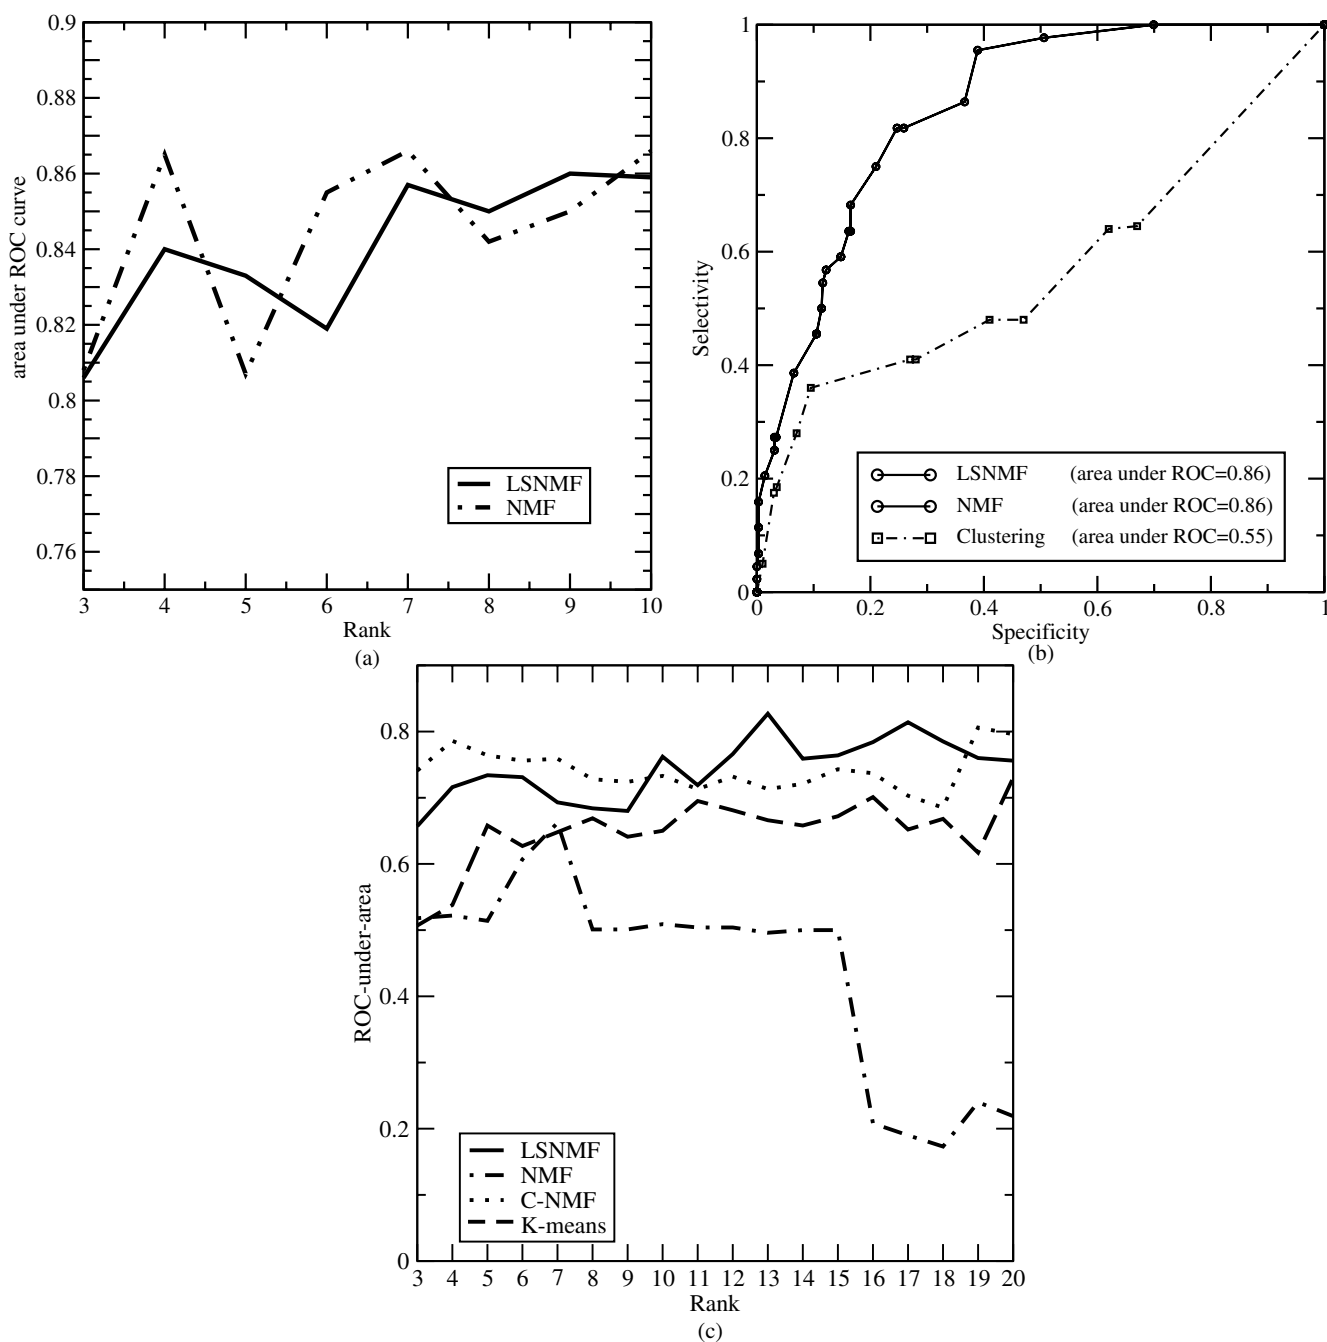 0.9
0.88
0.86
0.84
0.82
0.8
0.78
0.76
area under ROC curve
LSNMF
NMF
3 4 5 6 7 8 9 10
Rank
(a)
1
0.8
0.6
0.4
0.2
0
Selectivity
LSNMF (area under ROC=0.86)
NMF (area under ROC=0.86)
Clustering (area under ROC=0.55)
0 0.2 0.4 0.6 0.8 1
Specificity
(b)
0.8
0.6
0.4
0.2
0
ROC-under-area
LSNMF
NMF
C-NMF
K-means
3 4 5 6 7 8 9 10 11 12 13 14 15 16 17 18 19 20
Rank
(c)